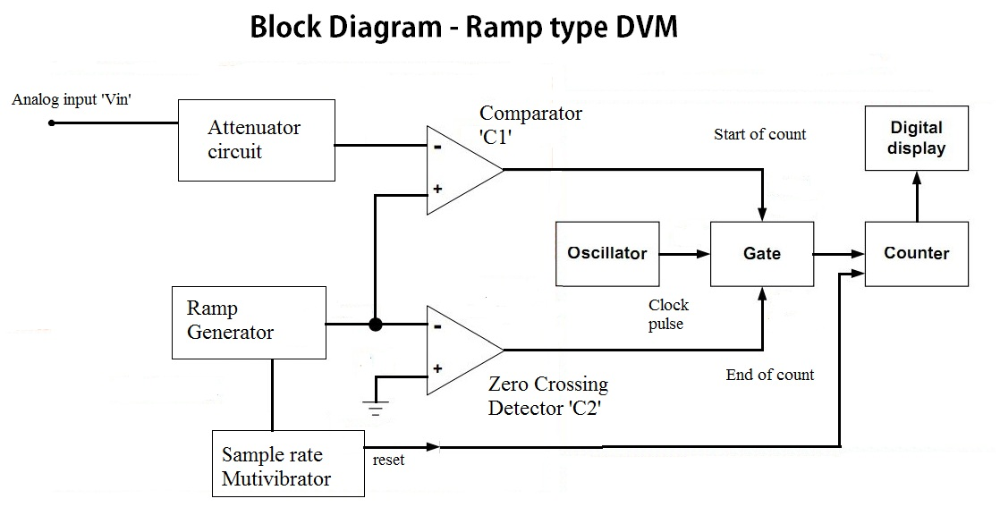 Block Diagram - Ramp type DVM
Analog input 'Vin'
Attenuator
circuit
-
+
Comparator
'C1'
Start of count
Digital
display
Oscillator
Gate
Counter
Clock
pulse
Ramp
Generator
-
+
End of count
Zero Crossing
Detector 'C2'
Sample rate
Mutivibrator
reset